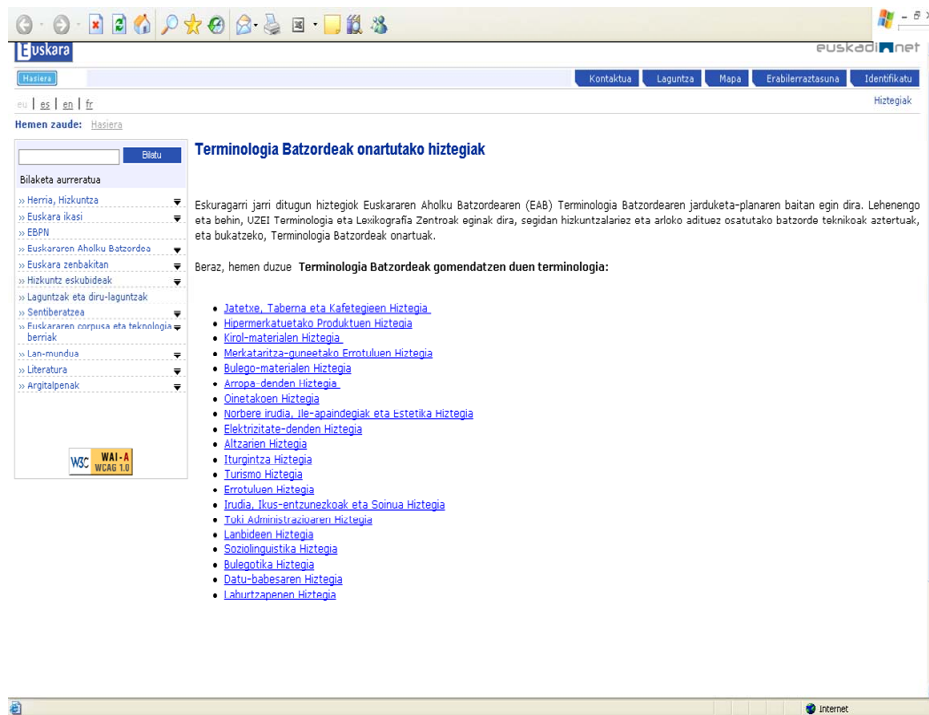 Euskara
euskadi.net
Hasiera
Kontaktua Laguntza Mapa Erabilerraztasuna Identifikatu
eu | es | en | fr
Hiztegiak
Hemen zaude: Hasiera
Bilatu
Bilaketa aurreratua
» Herria, Hizkuntza
» Euskara ikasi
» EBPN
» Euskararen Aholku Batzordea
» Euskara zenbakitan
» Hizkuntz eskubideak
» Laguntzak eta diru-laguntzak
» Sentiberatzea
» Euskararen corpusa eta teknologia
berriak
» Lan-mundua
» Literatura
» Argitalpenak
W3C WAI-A
WCAG 1.0
Terminologia Batzordeak onartutako hiztegiak
Eskuragarri jarri ditugun hiztegiok Euskararen Aholku Batzordearen (EAB) Terminologia Batzordearen jarduketa-planaren baitan egin dira. Lehenengo
eta behin, UZEI Terminologia eta Lexikografía Zentroak eginak dira, segidan hizkuntzalariez eta arloko adituez osatutako batzorde teknikoak aztertuak,
eta bukatzeko, Terminologia Batzordeak onartuak.
Beraz, hemen duzue Terminologia Batzordeak gomendatzen duen terminologia:
• Jatetxe, Taberna eta Kafetegieen Hiztegia
• Hipermerkatuetako Produktuen Hiztegia
• Kirol-materialen Hiztegia
• Merkataritza-guneetako Errotuluen Hiztegia
• Bulego-materialen Hiztegia
• Arropa-denden Hiztegia
• Oinetakoen Hiztegia
• Norbere irudia, Ile-apaindegiak eta Estetika Hiztegia
• Elektrizitate-denden Hiztegia
• Altzarien Hiztegia
• Iturgintza Hiztegia
• Turismo Hiztegia
• Errotuluen Hiztegia
• Irudia, Ikus-entzunezkoak eta Soinua Hiztegia
• Toki Administrazioaren Hiztegia
• Lanbideen Hiztegia
• Soziolinguistika Hiztegia
• Bulegotika Hiztegia
• Datu-babesaren Hiztegia
• Laburtzapenen Hiztegia
Internet